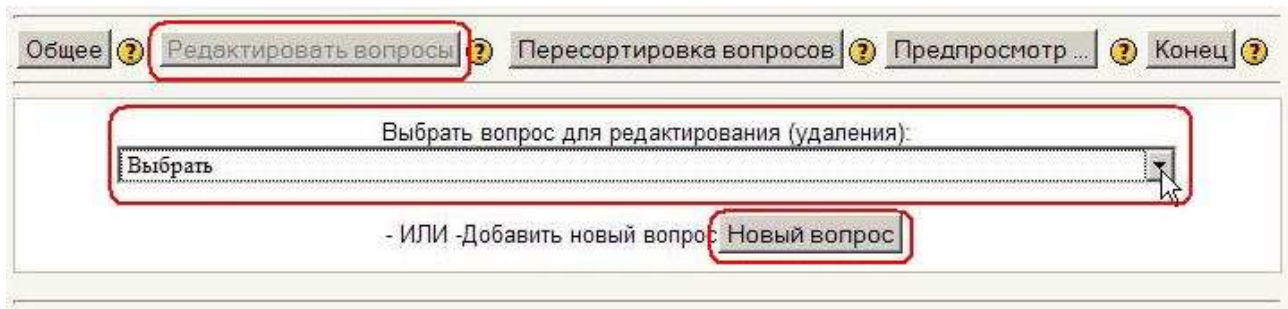 Общее ? Редактировать вопросы ? Пересортировка вопросов ? Предпросмотр ... ? Конец ?
Выбрать вопрос для редактирования (удаления):
Выбрать
- ИЛИ -Добавить новый вопрос Новый вопрос